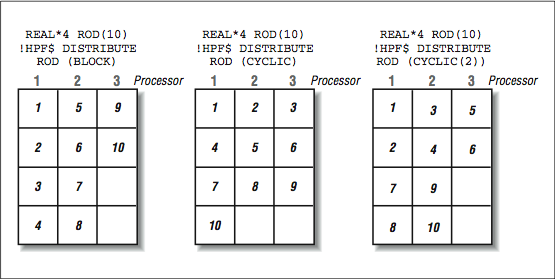 REAL*4 ROD(10)
!HPF$ DISTRIBUTE
ROD (BLOCK)
1 2 3 Processor
1 5 9
2 6 10
3 7
4 8
REAL*4 ROD(10)
!HPF$ DISTRIBUTE
ROD (CYCLIC)
1 2 3 Processor
1 2 3
4 5 6
7 8 9
10
REAL*4 ROD(10)
!HPF$ DISTRIBUTE
ROD (CYCLIC(2))
1 2 3 Processor
1 3 5
2 4 6
7 9
8 10